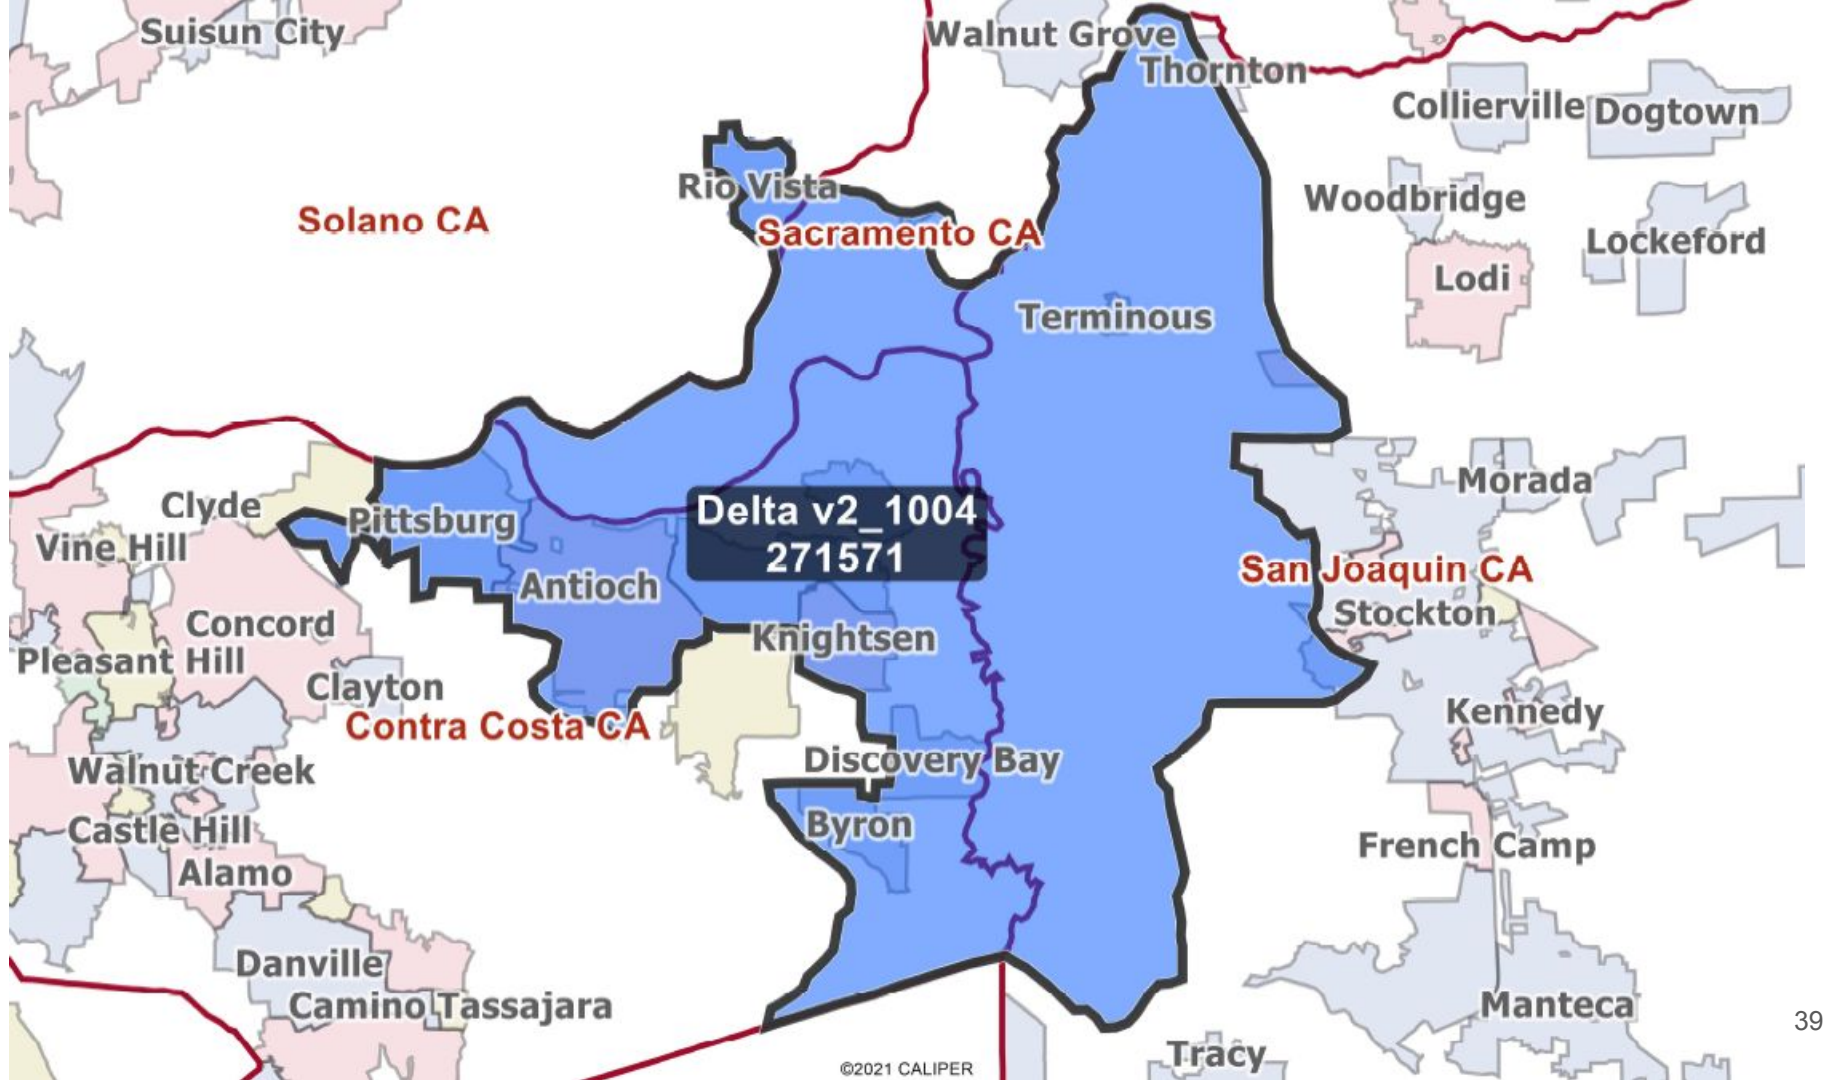 Suisun City
Walnut Grove
Thornton
Collierville
Dogtown
Rio Vista
Woodbridge
Solano CA
Sacramento CA
Lockeford
Lodi
Terminous
Clyde
Pittsburg
Delta v2_1004
271571
Morada
Vine Hill
Antioch
San Joaquin CA
Stockton
Concord
Knightsen
Pleasant Hill
Clayton
Contra Costa CA
Kennedy
Walnut Creek
Discovery Bay
Castle Hill
Byron
French Camp
Alamo
Danville
Camino Tassajara
Manteca
39
Tracy
©2021 CALIPER